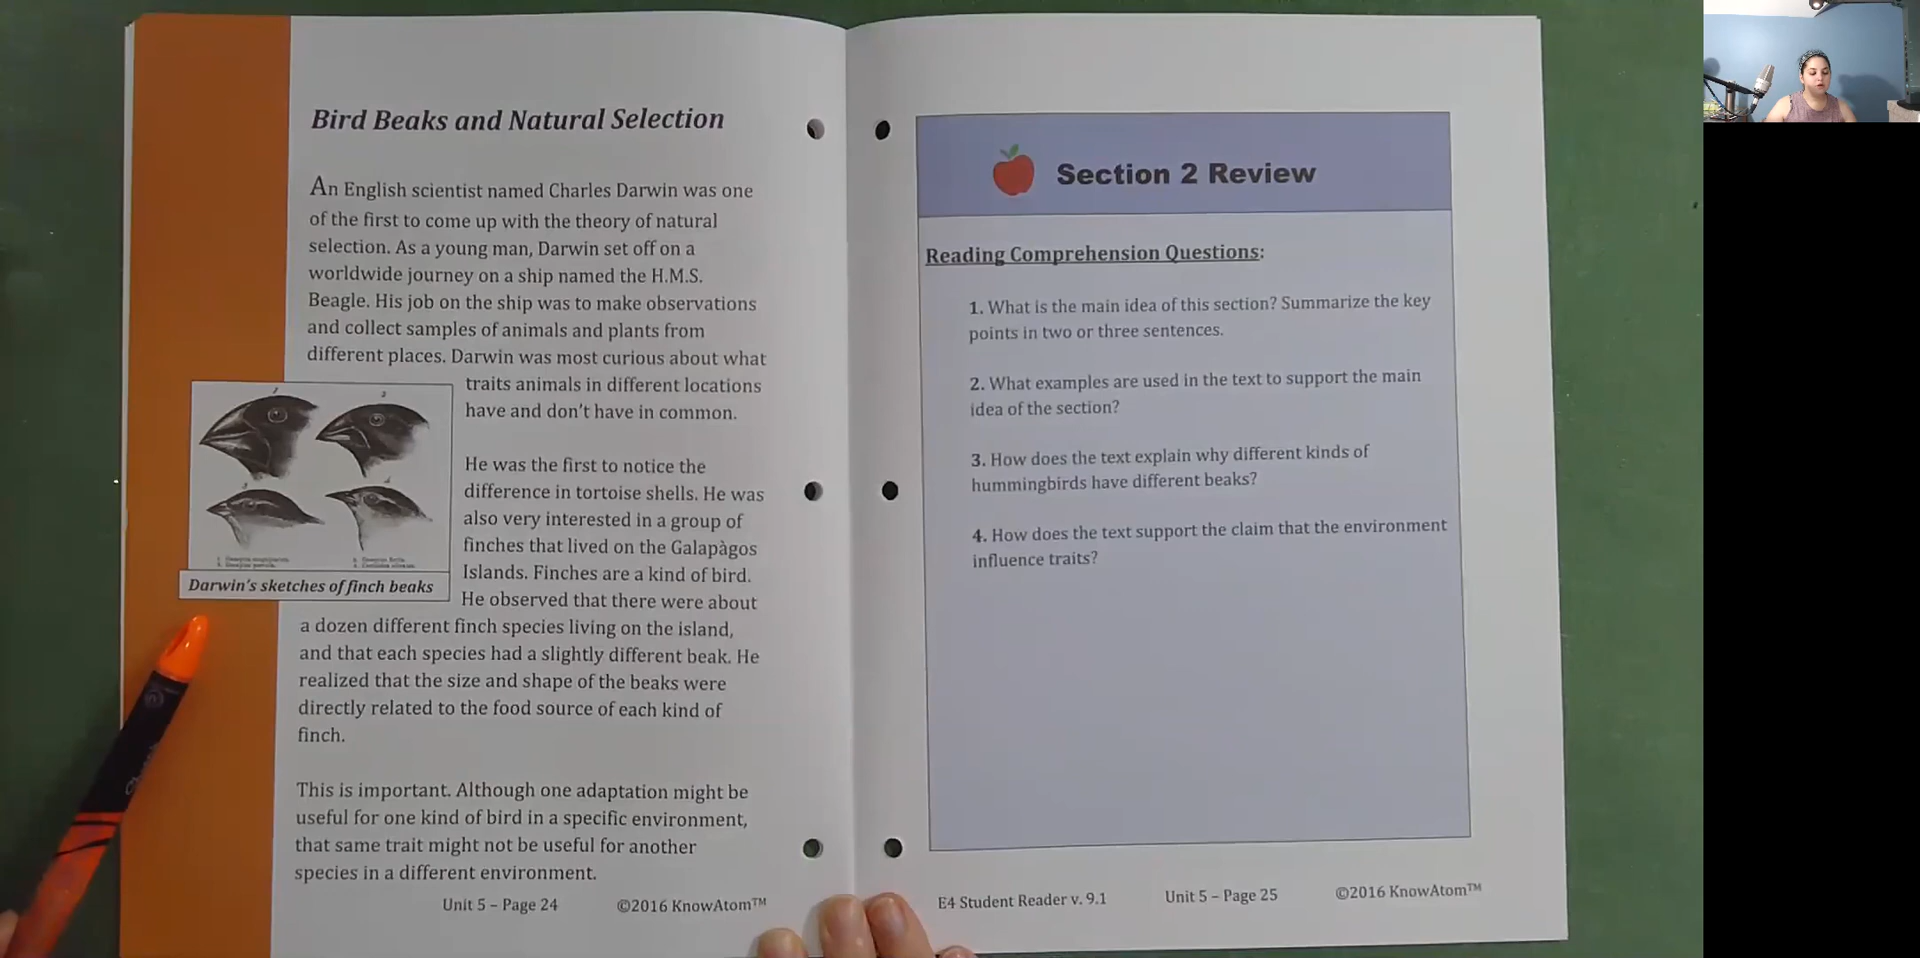 Bird Beaks and Natural Selection
An English scientist named Charles Darwin was one
of the first to come up with the theory of natural
selection. As a young man, Darwin set off on a
worldwide journey on a ship named the H.M.S.
Beagle. His job on the ship was to make observations
and collect samples of animals and plants from
different places. Darwin was most curious about what
traits animals in different locations
have and don't have in common.
He was the first to notice the
difference in tortoise shells. He was
also very interested in a group of
finches that lived on the Galapàgos
Islands. Finches are a kind of bird.
He observed that there were about
a dozen different finch species living on the island,
and that each species had a slightly different beak. He
realized that the size and shape of the beaks were
directly related to the food source of each kind of
finch.
Darwin's sketches of finch beaks
This is important. Although one adaptation might be
useful for one kind of bird in a specific environment,
that same trait might not be useful for another
species in a different environment.
Unit 5 – Page 24 ©2016 KnowAtom™
Section 2 Review
Reading Comprehension Questions:
1. What is the main idea of this section? Summarize the key
points in two or three sentences.
2. What examples are used in the text to support the main
idea of the section?
3. How does the text explain why different kinds of
hummingbirds have different beaks?
4. How does the text support the claim that the environment
influence traits?
E4 Student Reader v. 9.1 Unit 5 – Page 25 ©2016 KnowAtom™